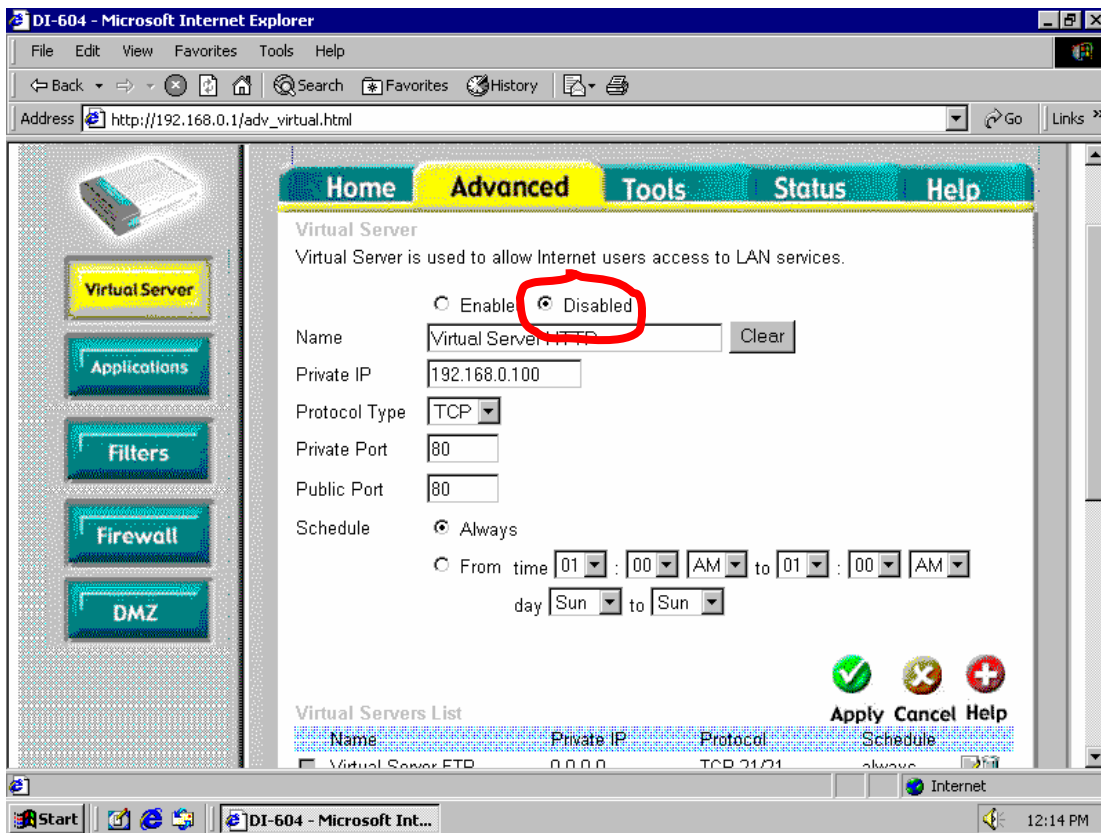 DI-604 - Microsoft Internet Explorer
File Edit View Favorites Tools Help
Back Search Favorites History
Address http://192.168.0.1/adv_virtual.html Go Links »
Home Advanced Tools Status Help
Virtual Server
Virtual Server is used to allow Internet users access to LAN services.
Virtual Server
Enable Disabled
Name Virtual Server HTTP Clear
Applications
Private IP 192.168.0.100
Protocol Type TCP
Filters
Private Port 80
Public Port 80
Firewall
Schedule Always
From time 01 : 00 AM to 01 : 00 AM
DMZ
day Sun to Sun
Apply Cancel Help
Virtual Servers List
Name Private IP Protocol Schedule
Virtual Server FTP 0.0.0.0 TCP 21/21 always
Internet
Start DI-604 - Microsoft Int... 12:14 PM